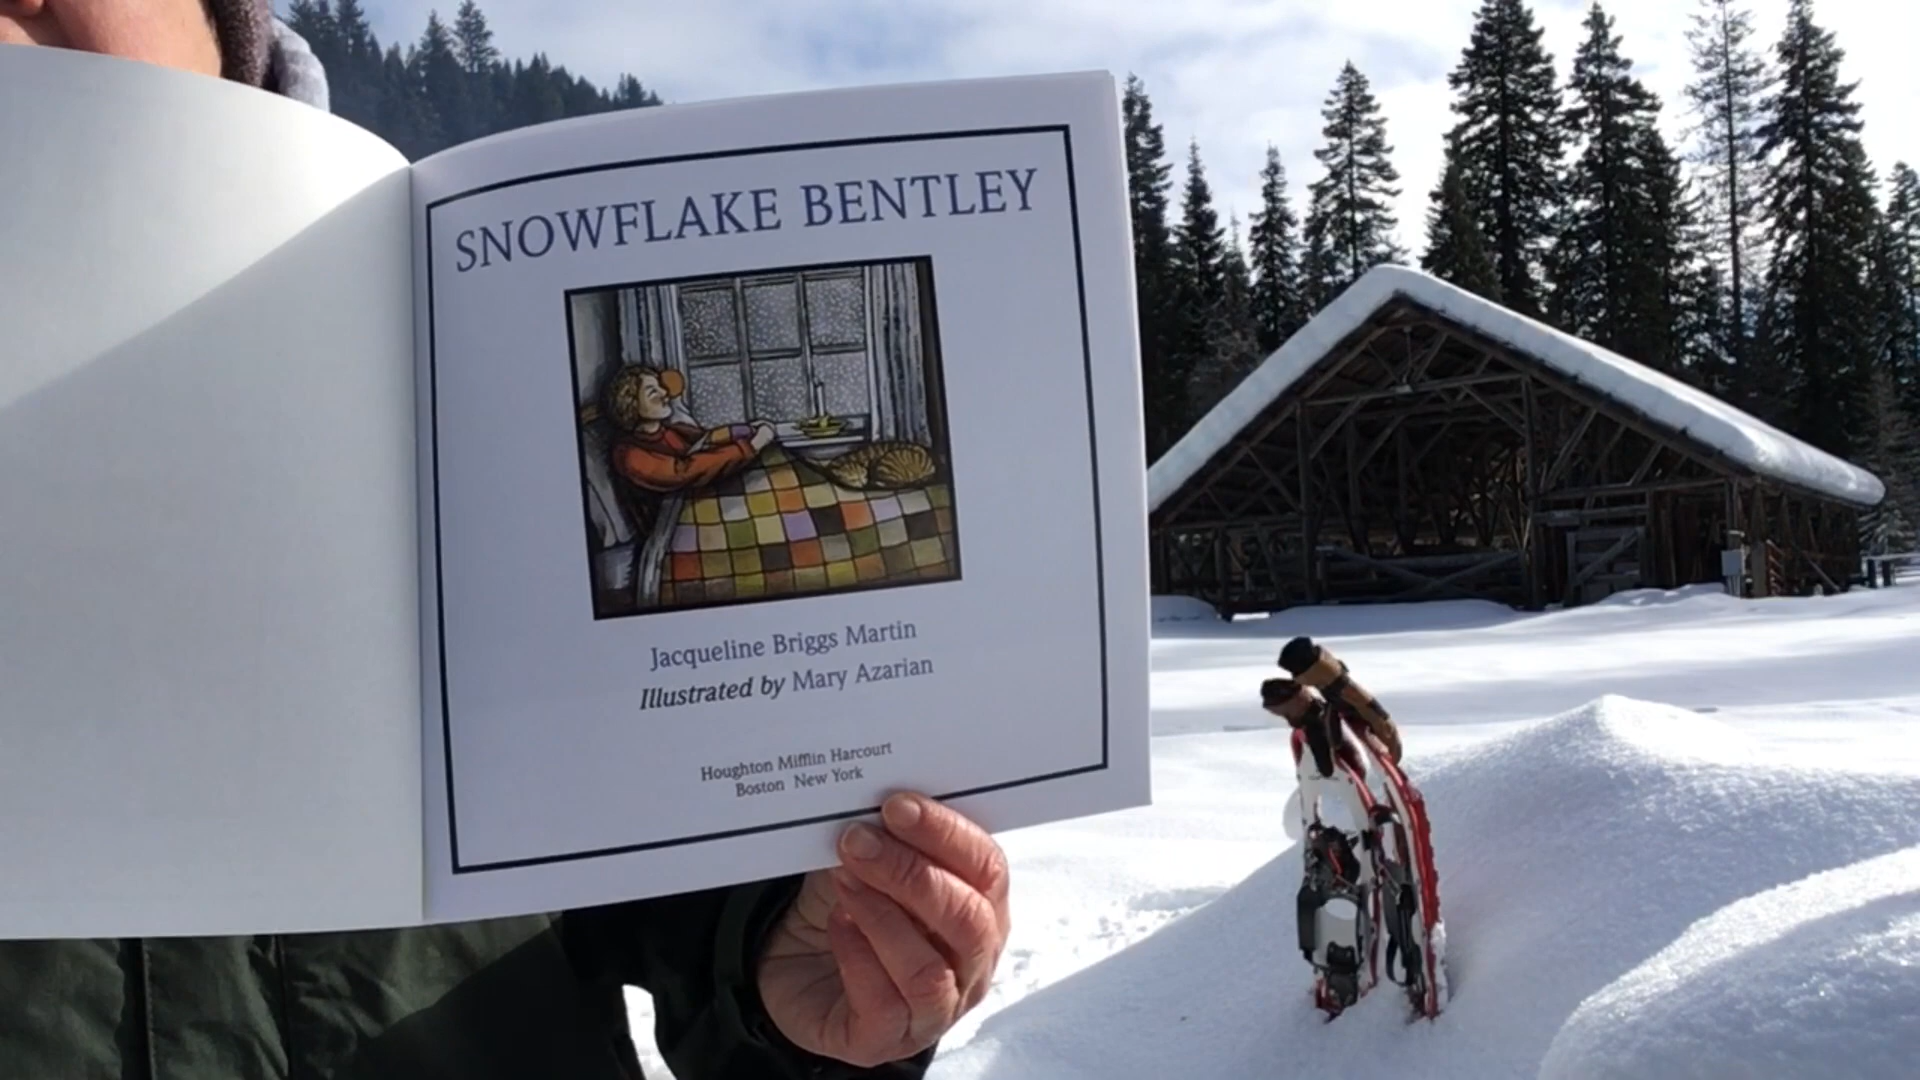 SNOWFLAKE BENTLEY
Jacqueline Briggs Martin
Illustrated by Mary Azarian
Houghton Mifflin Harcourt
Boston New York